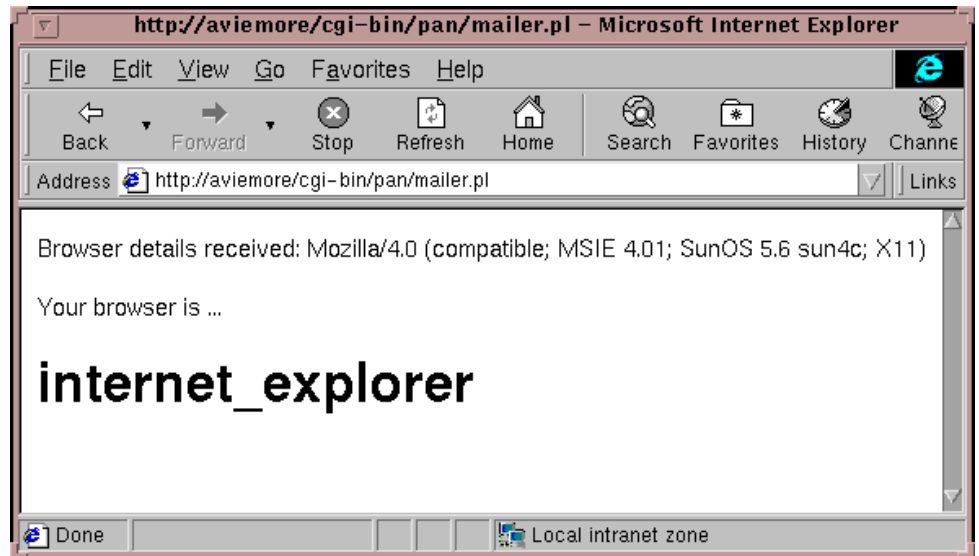 http://aviemore/cgi-bin/pan/mailer.pl - Microsoft Internet Explorer
File Edit View Go Favorites Help
Back Forward Stop Refresh Home Search Favorites History Channe
Address http://aviemore/cgi-bin/pan/mailer.pl Links
Browser details received: Mozilla/4.0 (compatible; MSIE 4.01; SunOS 5.6 sun4c; X11)
Your browser is ...
internet_explorer
Done Local intranet zone